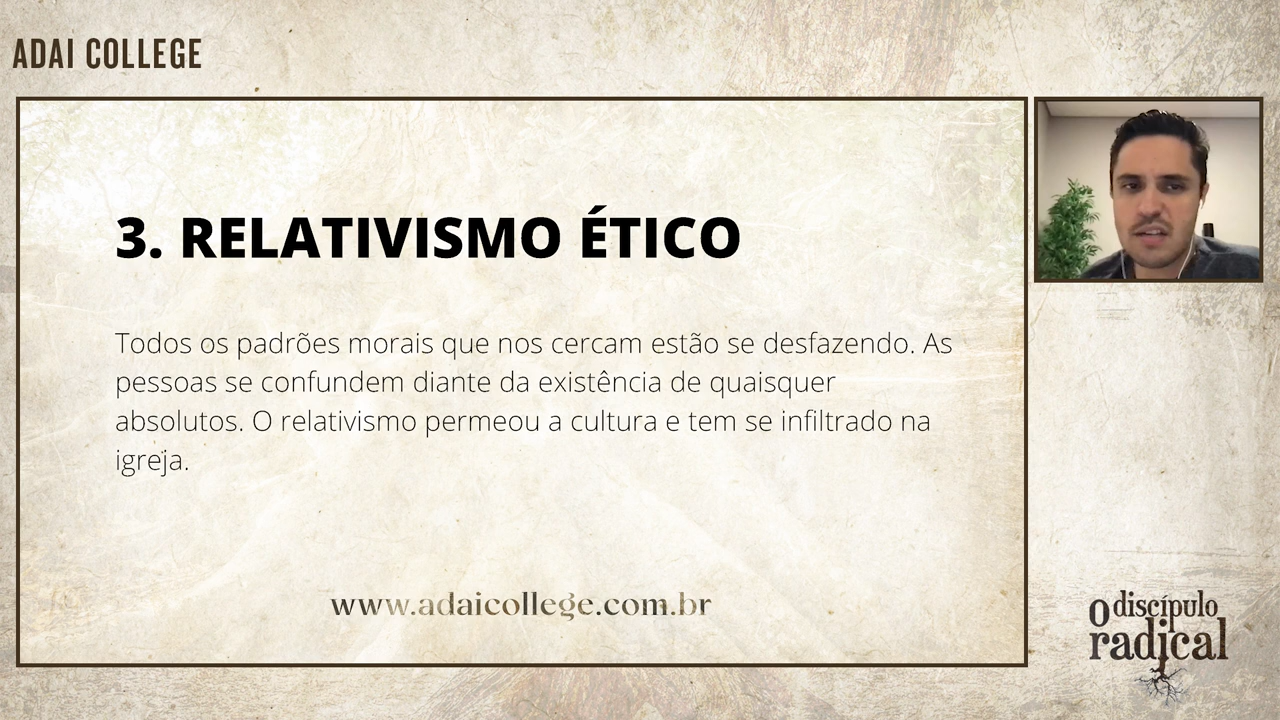 ADAI COLLEGE
3. RELATIVISMO ÉTICO
Todos os padrões morais que nos cercam estão se desfazendo. As
pessoas se confundem diante da existência de quaisquer
absolutos. O relativismo permeou a cultura e tem se infiltrado na
igreja.
www.adaicollege.com.br
o discípulo
radical